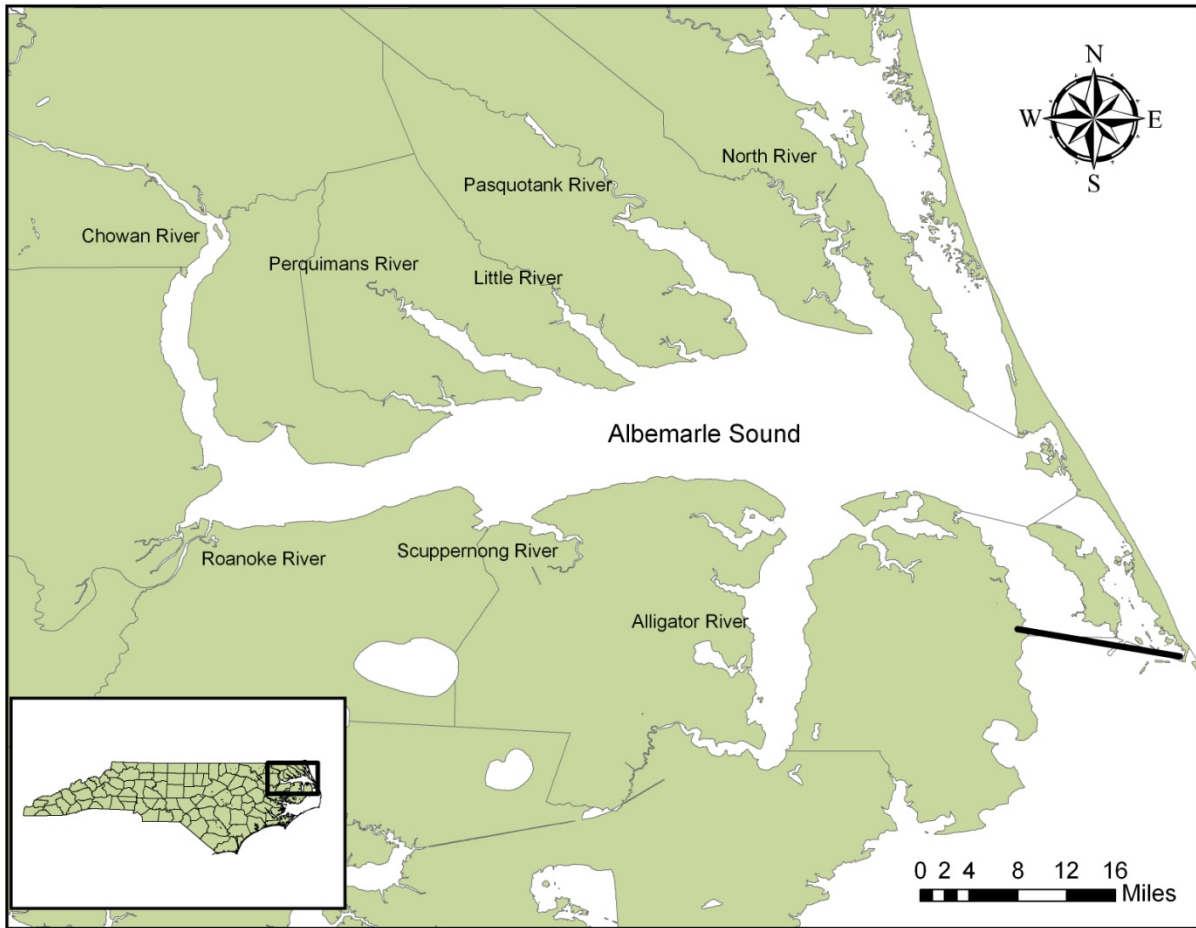 N
W E
S
North River
Pasquotank River
Chowan River
Perquimans River
Little River
Albemarle Sound
Roanoke River
Scuppernong River
Alligator River
0 2 4 8 12 16
Miles